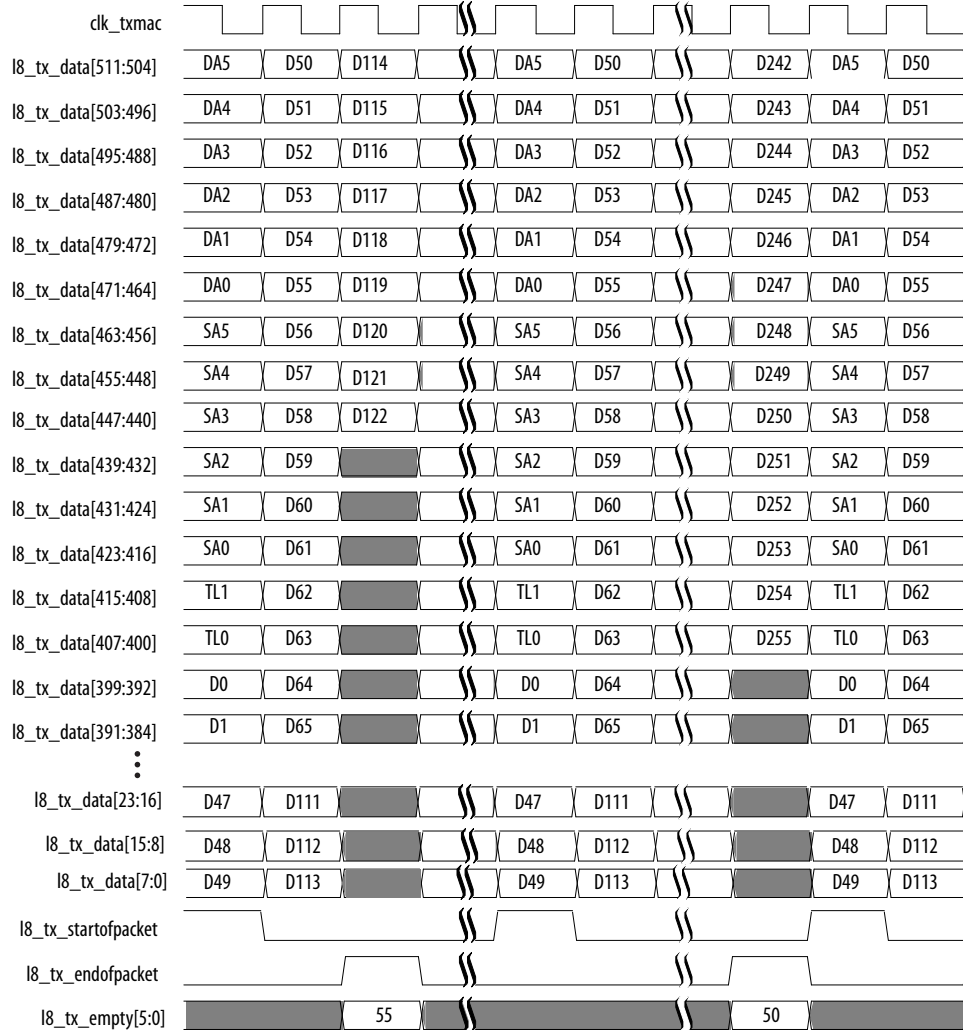 clk_txmac
l8_tx_data[511:504] DA5 D50 D114 DA5 D50 D242 DA5 D50
l8_tx_data[503:496] DA4 D51 D115 DA4 D51 D243 DA4 D51
l8_tx_data[495:488] DA3 D52 D116 DA3 D52 D244 DA3 D52
l8_tx_data[487:480] DA2 D53 D117 DA2 D53 D245 DA2 D53
l8_tx_data[479:472] DA1 D54 D118 DA1 D54 D246 DA1 D54
l8_tx_data[471:464] DA0 D55 D119 DA0 D55 D247 DA0 D55
l8_tx_data[463:456] SA5 D56 D120 SA5 D56 D248 SA5 D56
l8_tx_data[455:448] SA4 D57 D121 SA4 D57 D249 SA4 D57
l8_tx_data[447:440] SA3 D58 D122 SA3 D58 D250 SA3 D58
l8_tx_data[439:432] SA2 D59 SA2 D59 D251 SA2 D59
l8_tx_data[431:424] SA1 D60 SA1 D60 D252 SA1 D60
l8_tx_data[423:416] SA0 D61 SA0 D61 D253 SA0 D61
l8_tx_data[415:408] TL1 D62 TL1 D62 D254 TL1 D62
l8_tx_data[407:400] TL0 D63 TL0 D63 D255 TL0 D63
l8_tx_data[399:392] D0 D64 D0 D64 D0 D64
l8_tx_data[391:384] D1 D65 D1 D65 D1 D65
l8_tx_data[23:16] D47 D111 D47 D111 D47 D111
l8_tx_data[15:8] D48 D112 D48 D112 D48 D112
l8_tx_data[7:0] D49 D113 D49 D113 D49 D113
l8_tx_startofpacket
l8_tx_endofpacket
l8_tx_empty[5:0] 55 50